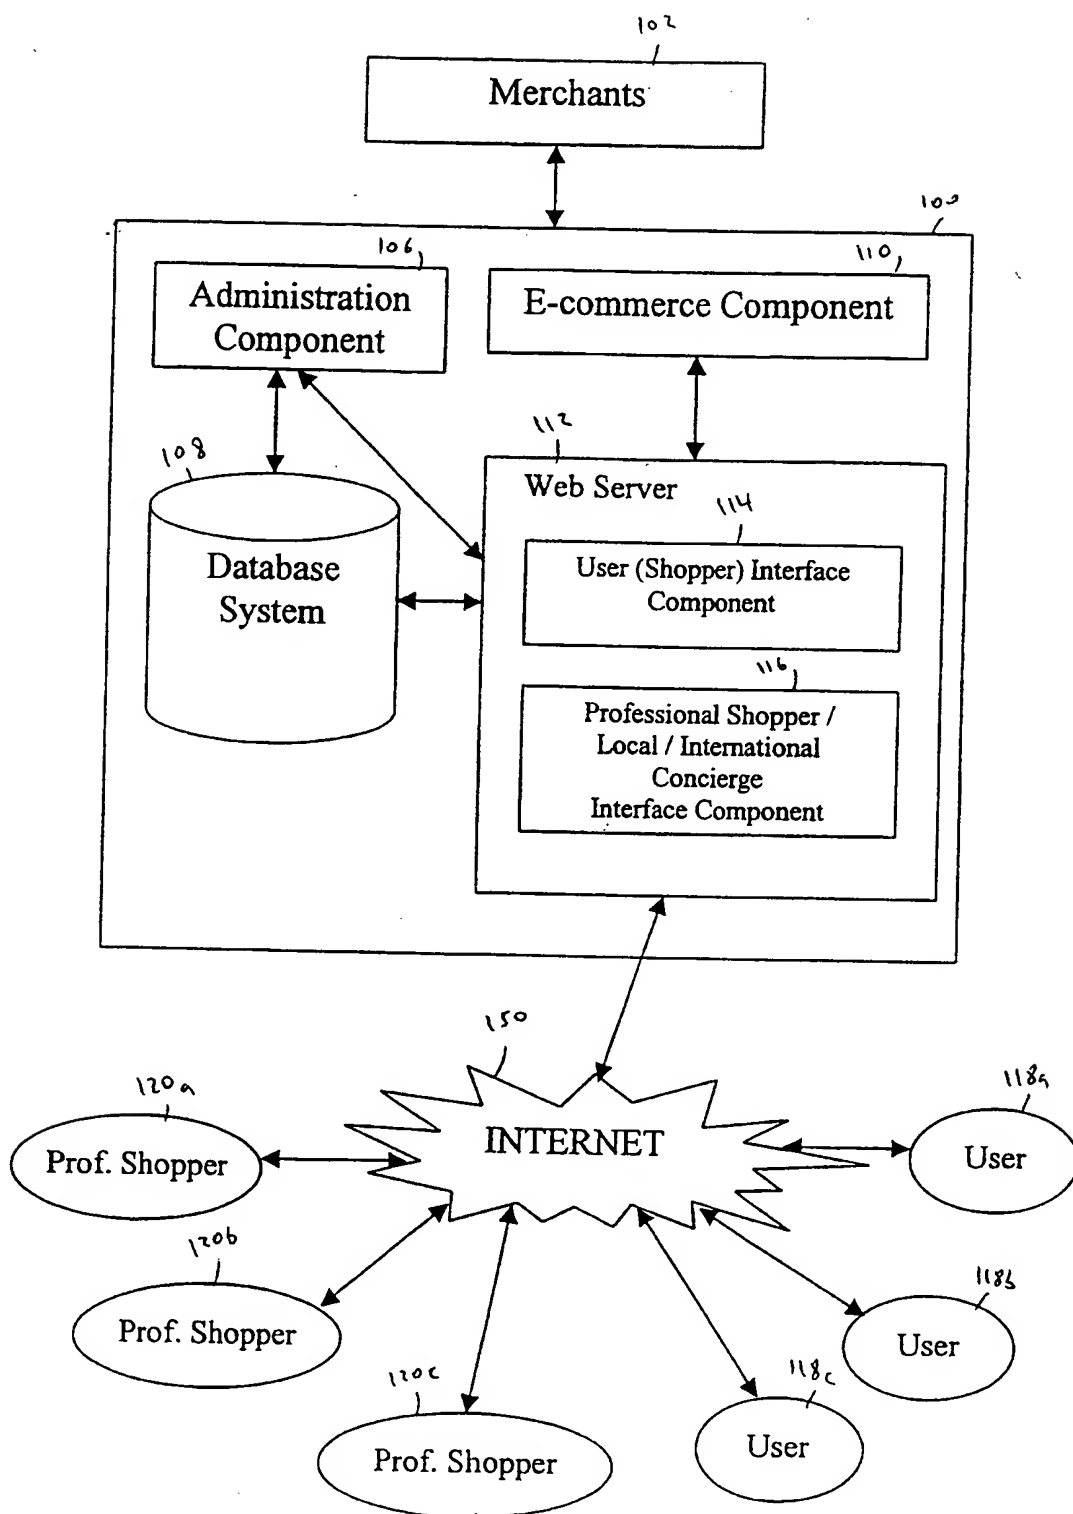 102
Merchants
100
106
110
Administration
Component
E-commerce Component
108
112
Web Server
Database
System
114
User (Shopper) Interface
Component
116
Professional Shopper /
Local / International
Concierge
Interface Component
150
INTERNET
120a
Prof. Shopper
118a
User
120b
Prof. Shopper
118b
User
120c
Prof. Shopper
118c
User